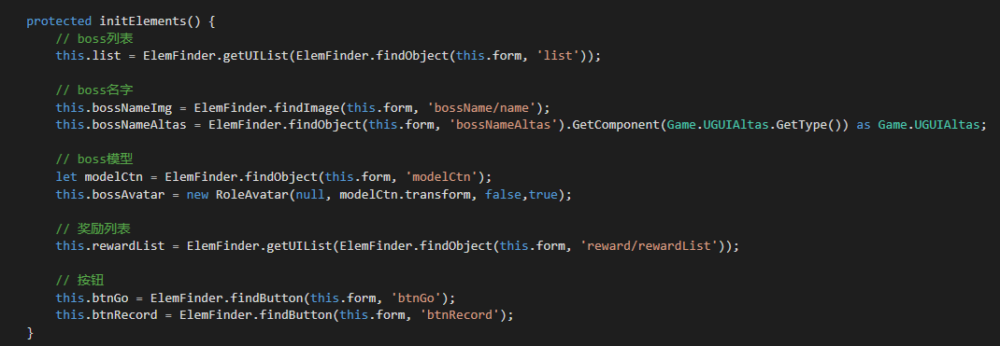 protected initElements() {
    // boss列表
    this.list = ElemFinder.getUIList(ElemFinder.findObject(this.form, 'list'));

    // boss名字
    this.bossNameImg = ElemFinder.findImage(this.form, 'bossName/name');
    this.bossNameAltas = ElemFinder.findObject(this.form, 'bossNameAltas').GetComponent(Game.UGUIAltas.GetType()) as Game.UGUIAltas;

    // boss模型
    let modelCtn = ElemFinder.findObject(this.form, 'modelCtn');
    this.bossAvatar = new RoleAvatar(null, modelCtn.transform, false,true);

    // 奖励列表
    this.rewardList = ElemFinder.getUIList(ElemFinder.findObject(this.form, 'reward/rewardList'));

    // 按钮
    this.btnGo = ElemFinder.findButton(this.form, 'btnGo');
    this.btnRecord = ElemFinder.findButton(this.form, 'btnRecord');
}